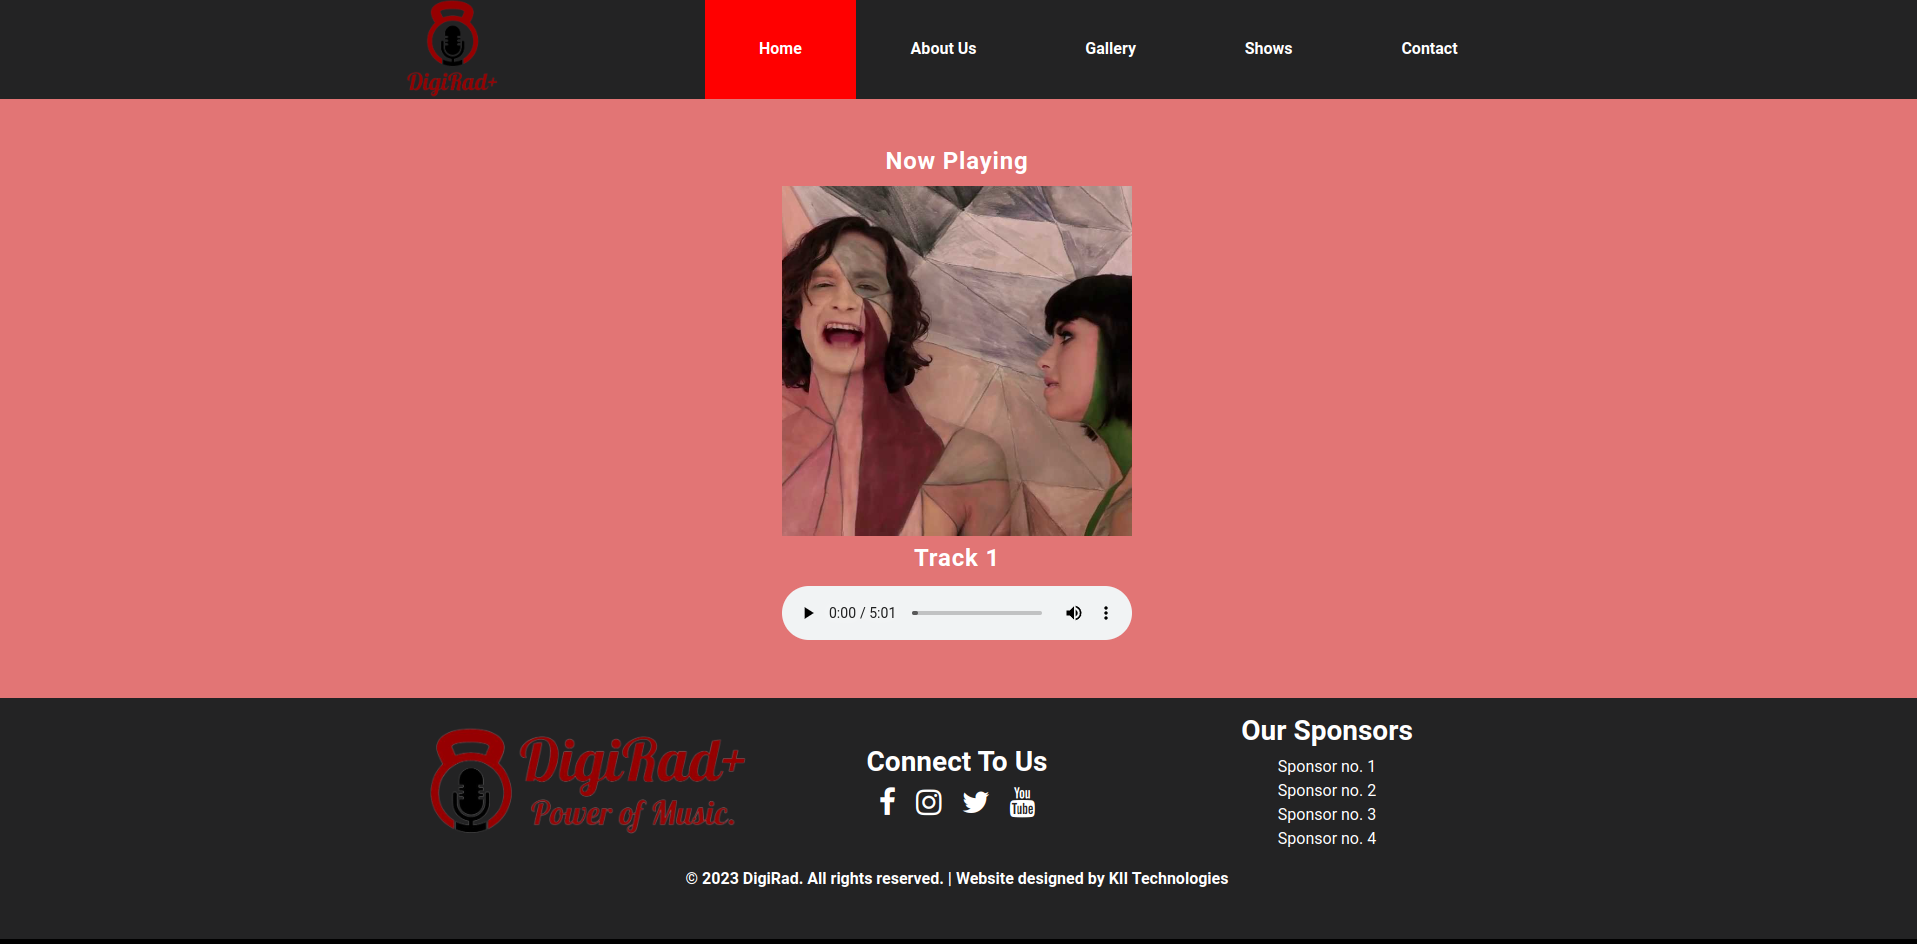 DigiRad+
Home
About Us
Gallery
Shows
Contact
Now Playing
Track 1
0:00 / 5:01
DigiRad+
Power of Music.
Connect To Us
You
Tube
Our Sponsors
Sponsor no. 1
Sponsor no. 2
Sponsor no. 3
Sponsor no. 4
© 2023 DigiRad. All rights reserved. | Website designed by KII Technologies